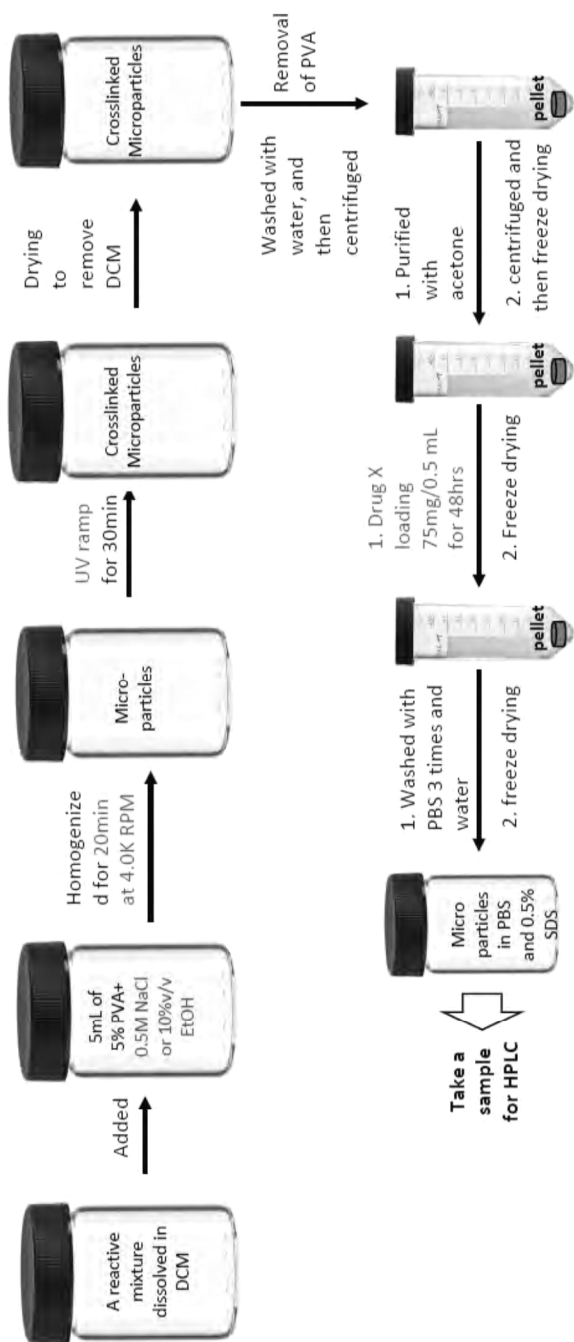 A reactive
mixture
dissolved in
DCM
Added
5mL of
5% PVA+
0.5M NaCl
or 10%v/v
EtOH
Homogenize
d for 20min
at 4.0K RPM
Micro-
particles
UV ramp
for 30min
Crosslinked
Microparticles
Drying
to
remove
DCM
Crosslinked
Microparticles
Removal
of PVA
Washed with
water, and
then
centrifuged
pellet
1. Purified
with
acetone
2. centrifuged and
then freeze drying
pellet
1. Drug X
loading
75mg/0.5 mL
for 48hrs
2. Freeze drying
pellet
1. Washed with
PBS 3 times and
water
2. freeze drying
Micro
particles
in PBS
and 0.5%
SDS
Take a
sample
for HPLC